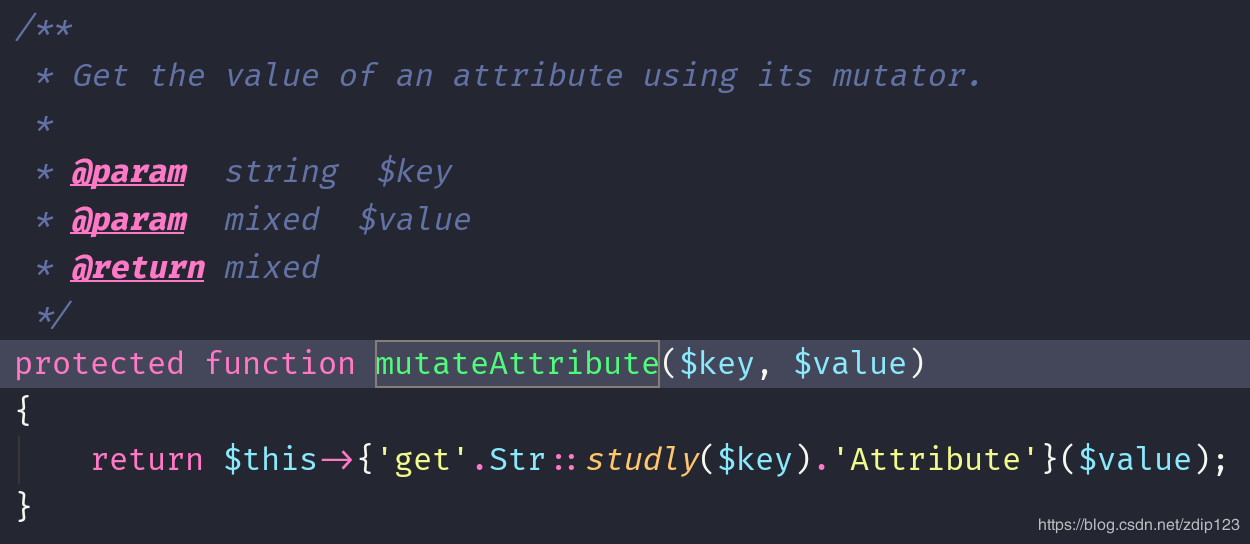 /**
 * Get the value of an attribute using its mutator.
 *
 * @param  string  $key
 * @param  mixed  $value
 * @return mixed
 */
protected function mutateAttribute($key, $value)
{
    return $this->{'get'.Str::studly($key).'Attribute'}($value);
}
https://blog.csdn.net/zdip123